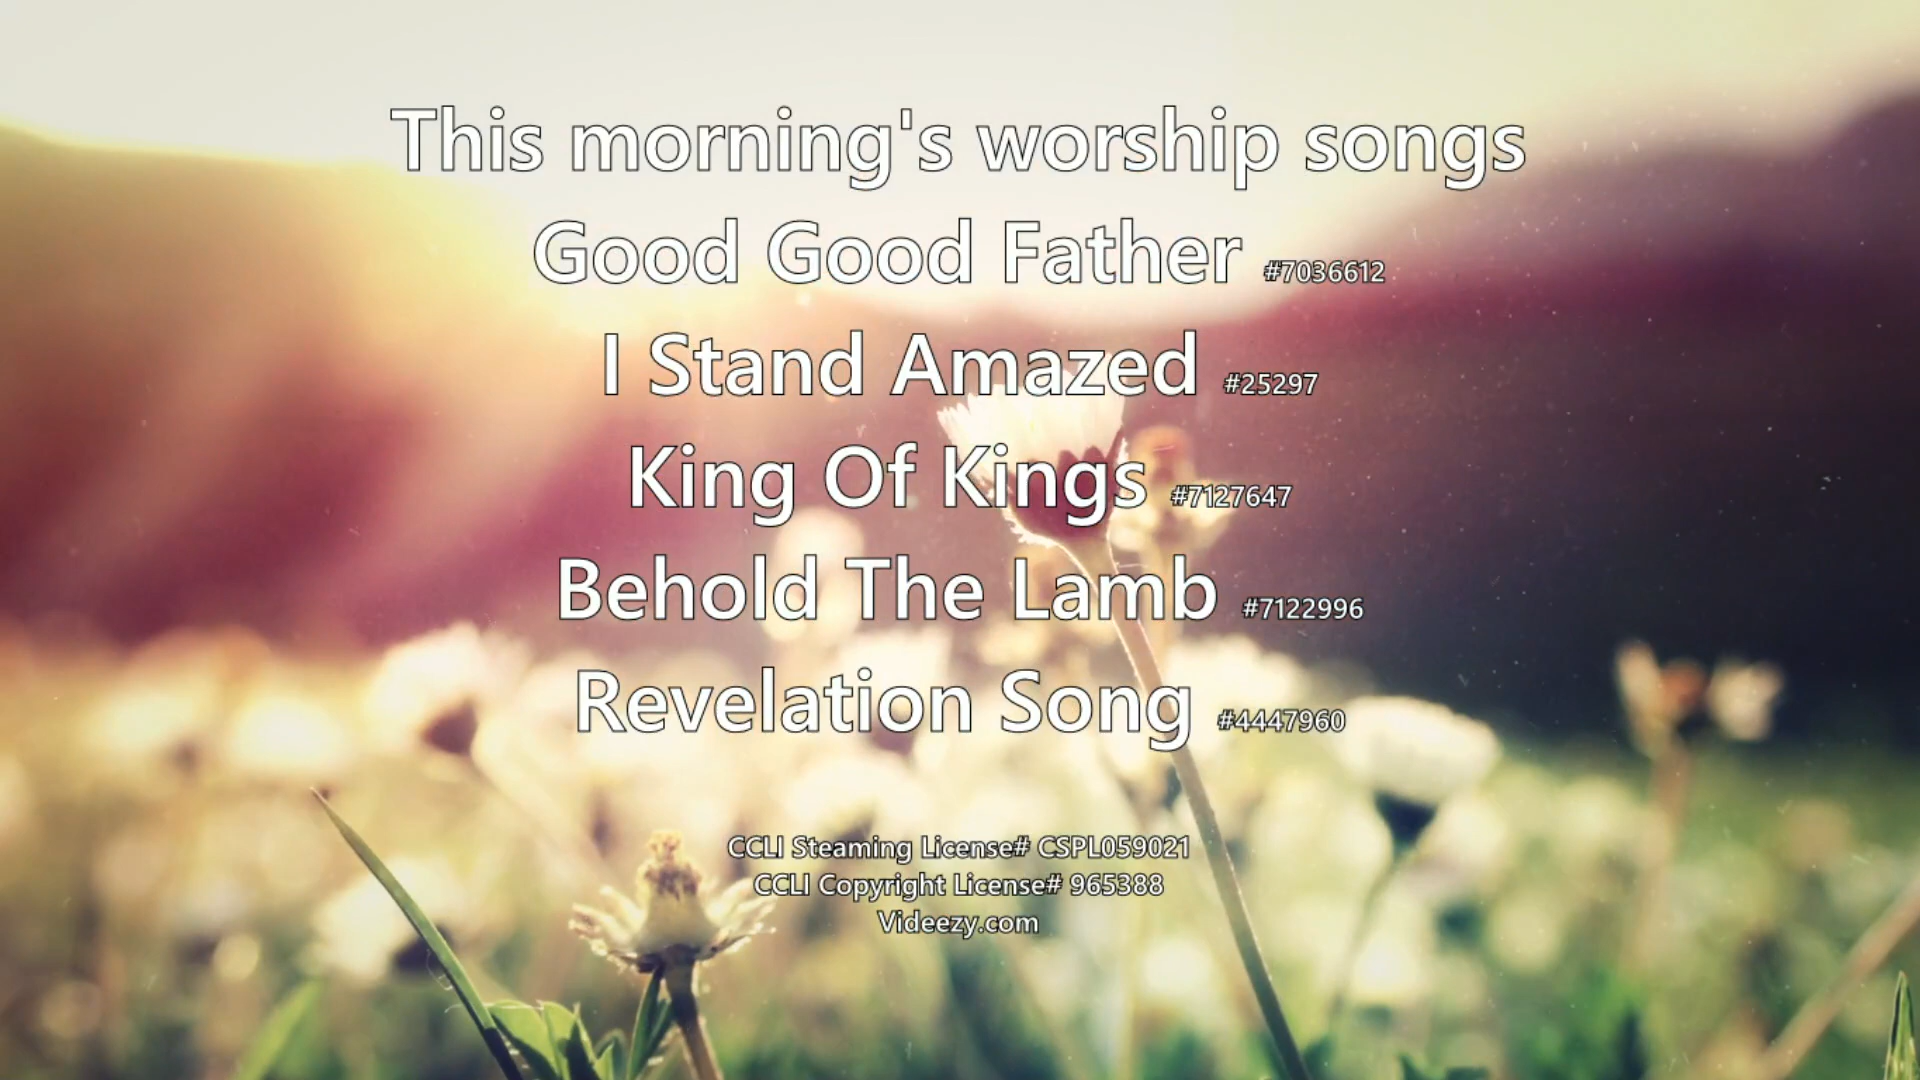 This morning's worship songs
Good Good Father #7036612
I Stand Amazed #25297
King Of Kings #7127647
Behold The Lamb #7122996
Revelation Song #4447960
CCLI Steaming License# CSPL059021
CCLI Copyright License# 965388
Videezy.com